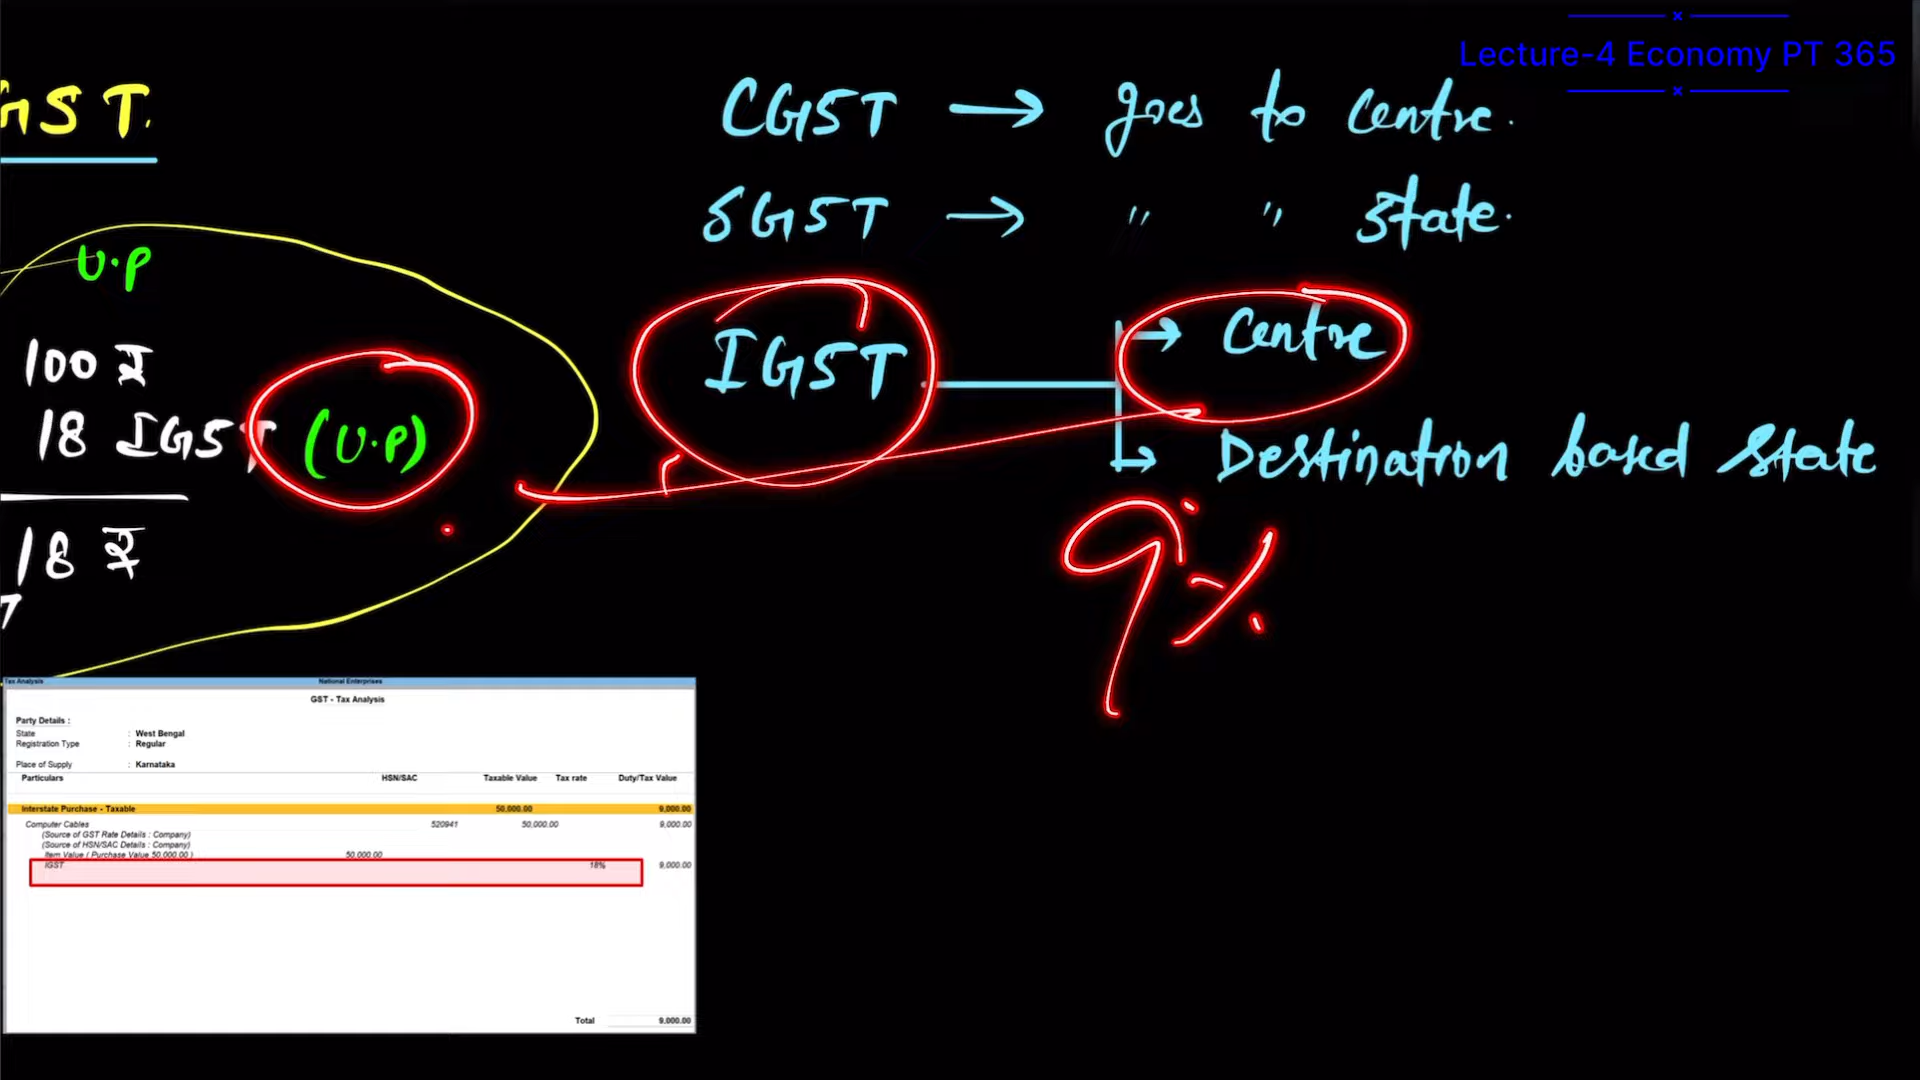 Lecture-4 Economy PT 365
GST.
CGST → goes to Centre.
SGST → " " State.
U.P
IGST → Centre
→ Destination based State
100 रु
18 IGST (U.P)
18 रु
9%
Tax Analysis National Enterprises
GST - Tax Analysis
Party Details :
State : West Bengal
Registration Type : Regular
Place of Supply : Karnataka
Particulars HSN/SAC Taxable Value Tax rate Duty/Tax Value
Interstate Purchase - Taxable 50,000.00 9,000.00
Computer Cables 520941 50,000.00 9,000.00
(Source of GST Rate Details : Company)
(Source of HSN/SAC Details : Company)
Item Value ( Purchase Value 50,000.00 ) 50,000.00
IGST 18% 9,000.00
Total 9,000.00